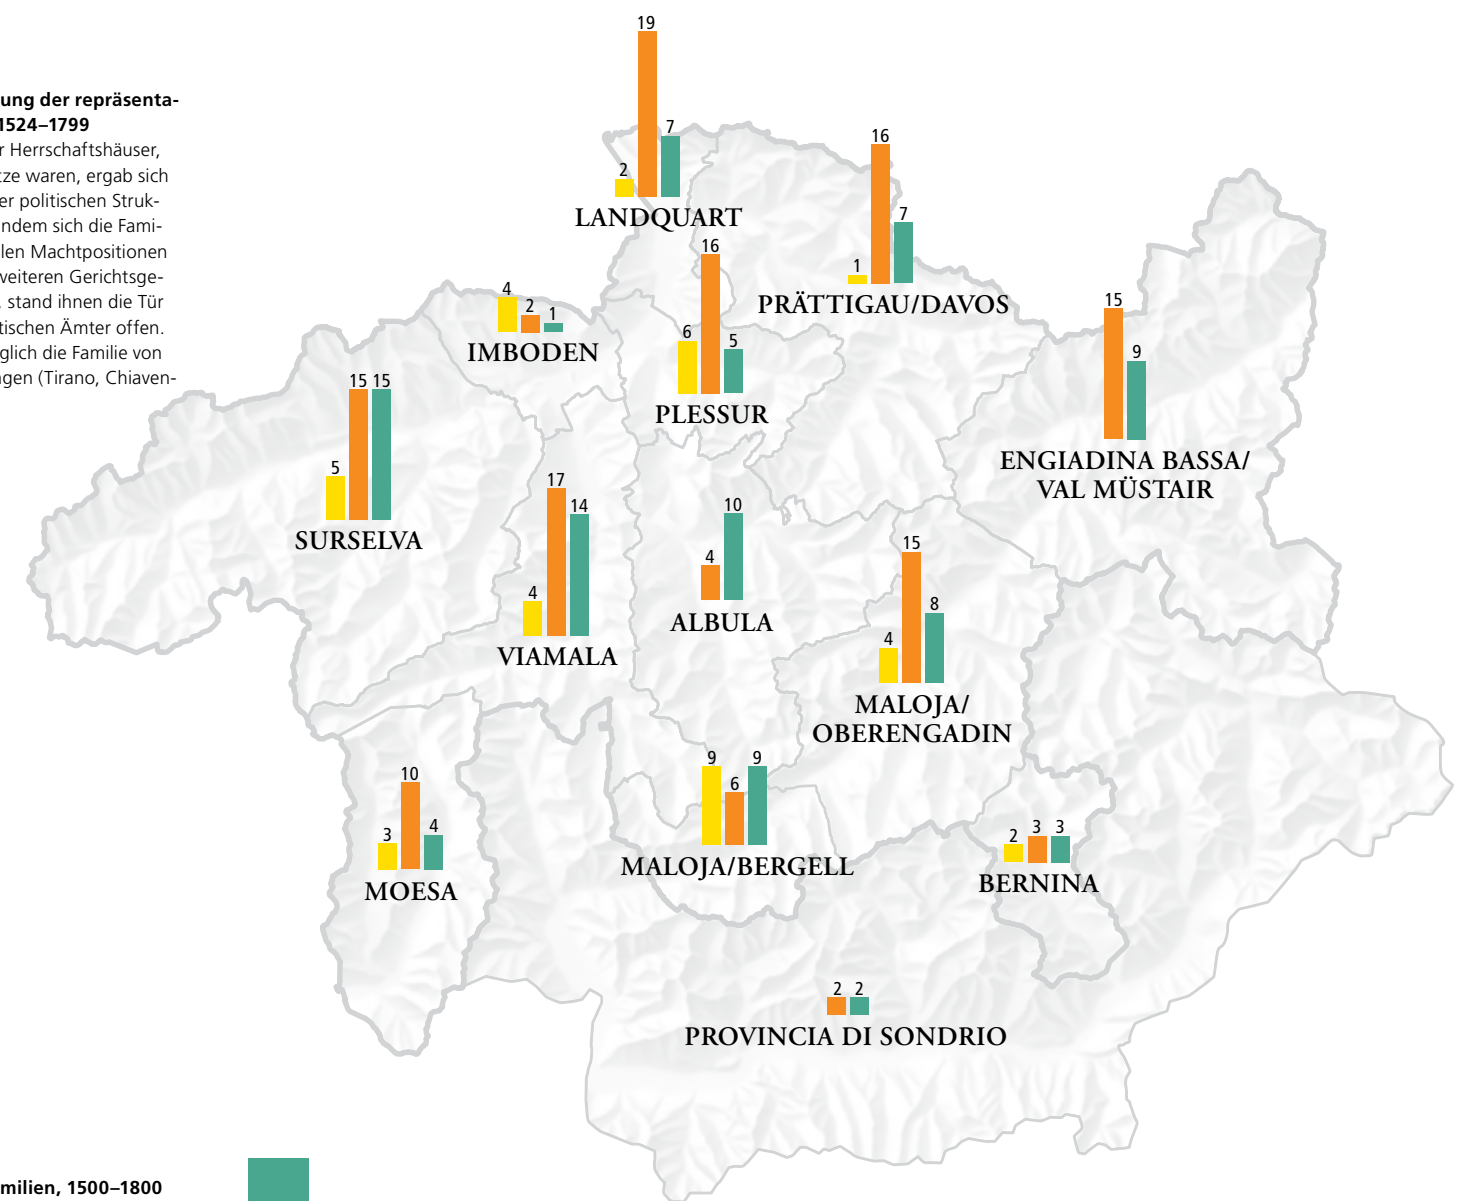 ung der repräsenta-
1524–1799
r Herrschaftshäuser,
tze waren, ergab sich
er politischen Struk-
ndem sich die Fami-
len Machtpositionen
weiteren Gerichtsge-
stand ihnen die Tür
tischen Ämter offen.
glich die Familie von
gen (Tirano, Chiaven-
19
7
2
LANDQUART
16
7
1
PRÄTTIGAU/DAVOS
4
2
1
IMBODEN
16
6
5
PLESSUR
15
9
ENGIADINA BASSA/
VAL MÜSTAIR
15 15
5
SURSELVA
17
14
4
VIAMALA
10
4
ALBULA
15
8
4
MALOJA/
OBERENGADIN
10
4
3
MOESA
9
6
9
MALOJA/BERGELL
2
3
3
BERNINA
2 2
PROVINCIA DI SONDRIO
milien, 1500–1800